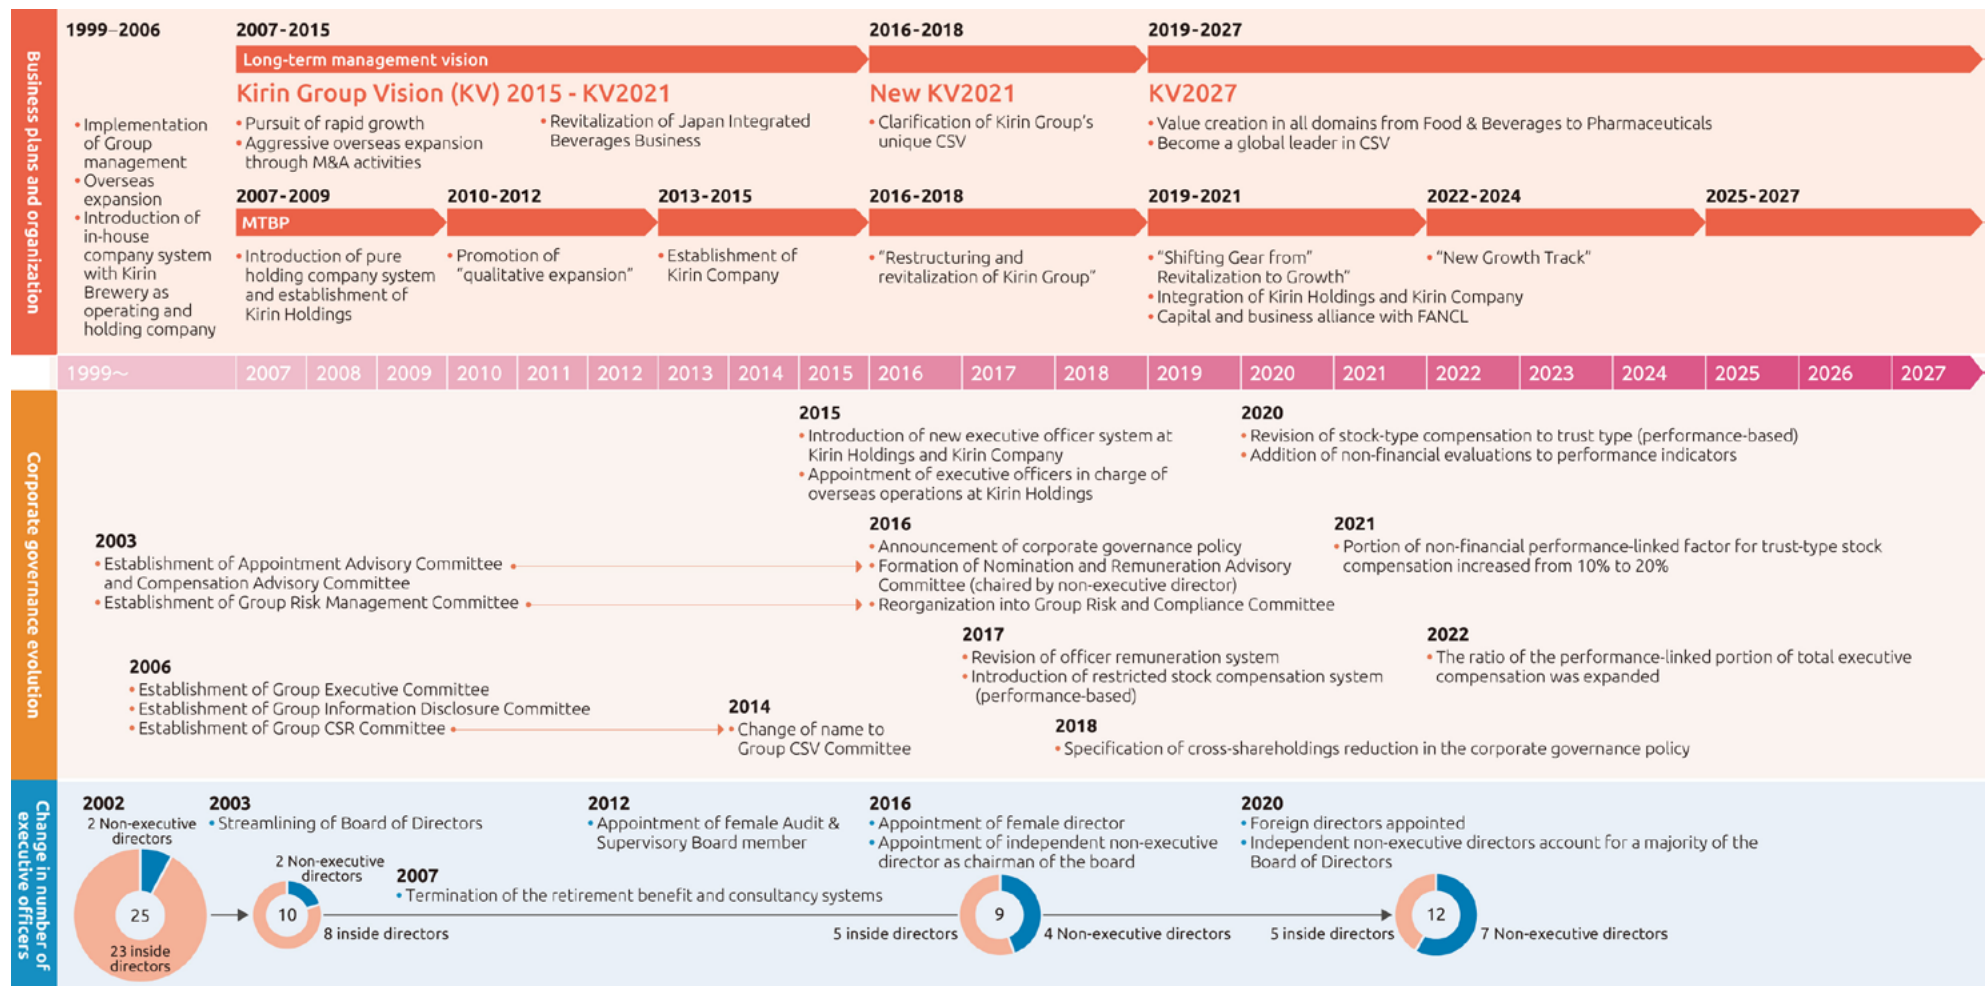 Business plans and organization
1999–2006
• Implementation
of Group
management
• Overseas
expansion
• Introduction of
in-house
company system
with Kirin
Brewery as
operating and
holding company
2007-2015
Long-term management vision
Kirin Group Vision (KV) 2015 - KV2021
• Pursuit of rapid growth
• Aggressive overseas expansion
through M&A activities
• Revitalization of Japan Integrated
Beverages Business
2016-2018
New KV2021
• Clarification of Kirin Group's
unique CSV
2019-2027
KV2027
• Value creation in all domains from Food & Beverages to Pharmaceuticals
• Become a global leader in CSV
2007-2009
MTBP
• Introduction of pure
holding company system
and establishment of
Kirin Holdings
2010-2012
• Promotion of
"qualitative expansion"
2013-2015
• Establishment of
Kirin Company
2016-2018
• "Restructuring and
revitalization of Kirin Group"
2019-2021
• "Shifting Gear from"
Revitalization to Growth"
• Integration of Kirin Holdings and Kirin Company
• Capital and business alliance with FANCL
2022-2024
• "New Growth Track"
2025-2027
1999~ 2007 2008 2009 2010 2011 2012 2013 2014 2015 2016 2017 2018 2019 2020 2021 2022 2023 2024 2025 2026 2027
Corporate governance evolution
2003
• Establishment of Appointment Advisory Committee
and Compensation Advisory Committee
• Establishment of Group Risk Management Committee
2006
• Establishment of Group Executive Committee
• Establishment of Group Information Disclosure Committee
• Establishment of Group CSR Committee
2014
• Change of name to
Group CSV Committee
2015
• Introduction of new executive officer system at
Kirin Holdings and Kirin Company
• Appointment of executive officers in charge of
overseas operations at Kirin Holdings
2016
• Announcement of corporate governance policy
• Formation of Nomination and Remuneration Advisory
Committee (chaired by non-executive director)
• Reorganization into Group Risk and Compliance Committee
2017
• Revision of officer remuneration system
• Introduction of restricted stock compensation system
(performance-based)
2018
• Specification of cross-shareholdings reduction in the corporate governance policy
2020
• Revision of stock-type compensation to trust type (performance-based)
• Addition of non-financial evaluations to performance indicators
2021
• Portion of non-financial performance-linked factor for trust-type stock
compensation increased from 10% to 20%
2022
• The ratio of the performance-linked portion of total executive
compensation was expanded
Change in number of
executive officers
2002
2 Non-executive
directors
25
23 inside
directors
2003
• Streamlining of Board of Directors
2 Non-executive
directors
10
8 inside directors
2007
• Termination of the retirement benefit and consultancy systems
2012
• Appointment of female Audit &
Supervisory Board member
2016
• Appointment of female director
• Appointment of independent non-executive
director as chairman of the board
5 inside directors
9
4 Non-executive directors
2020
• Foreign directors appointed
• Independent non-executive directors account for a majority of the
Board of Directors
5 inside directors
12
7 Non-executive directors